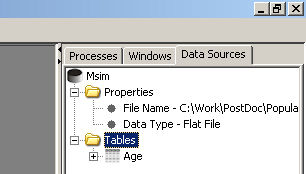 Processes Windows Data Sources
Msim
Properties
File Name - C:\Work\PostDoc\Popula
Data Type - Flat File
Tables
Age